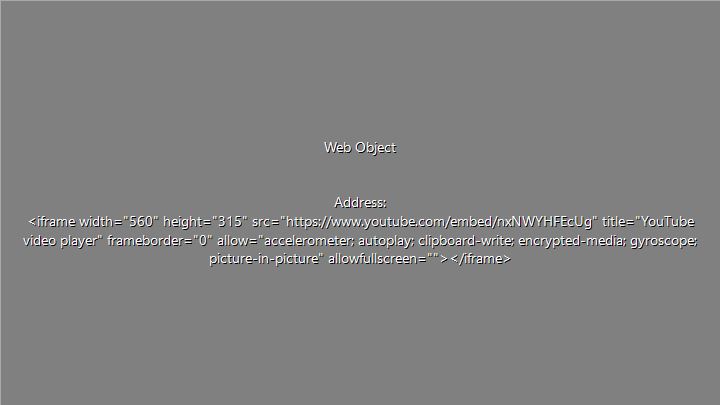 Web Object
Address:
<iframe width="560" height="315" src="https://www.youtube.com/embed/nxNWYHFEcUg" title="YouTube
video player" frameborder="0" allow="accelerometer; autoplay; clipboard-write; encrypted-media; gyroscope;
picture-in-picture" allowfullscreen=""></iframe>